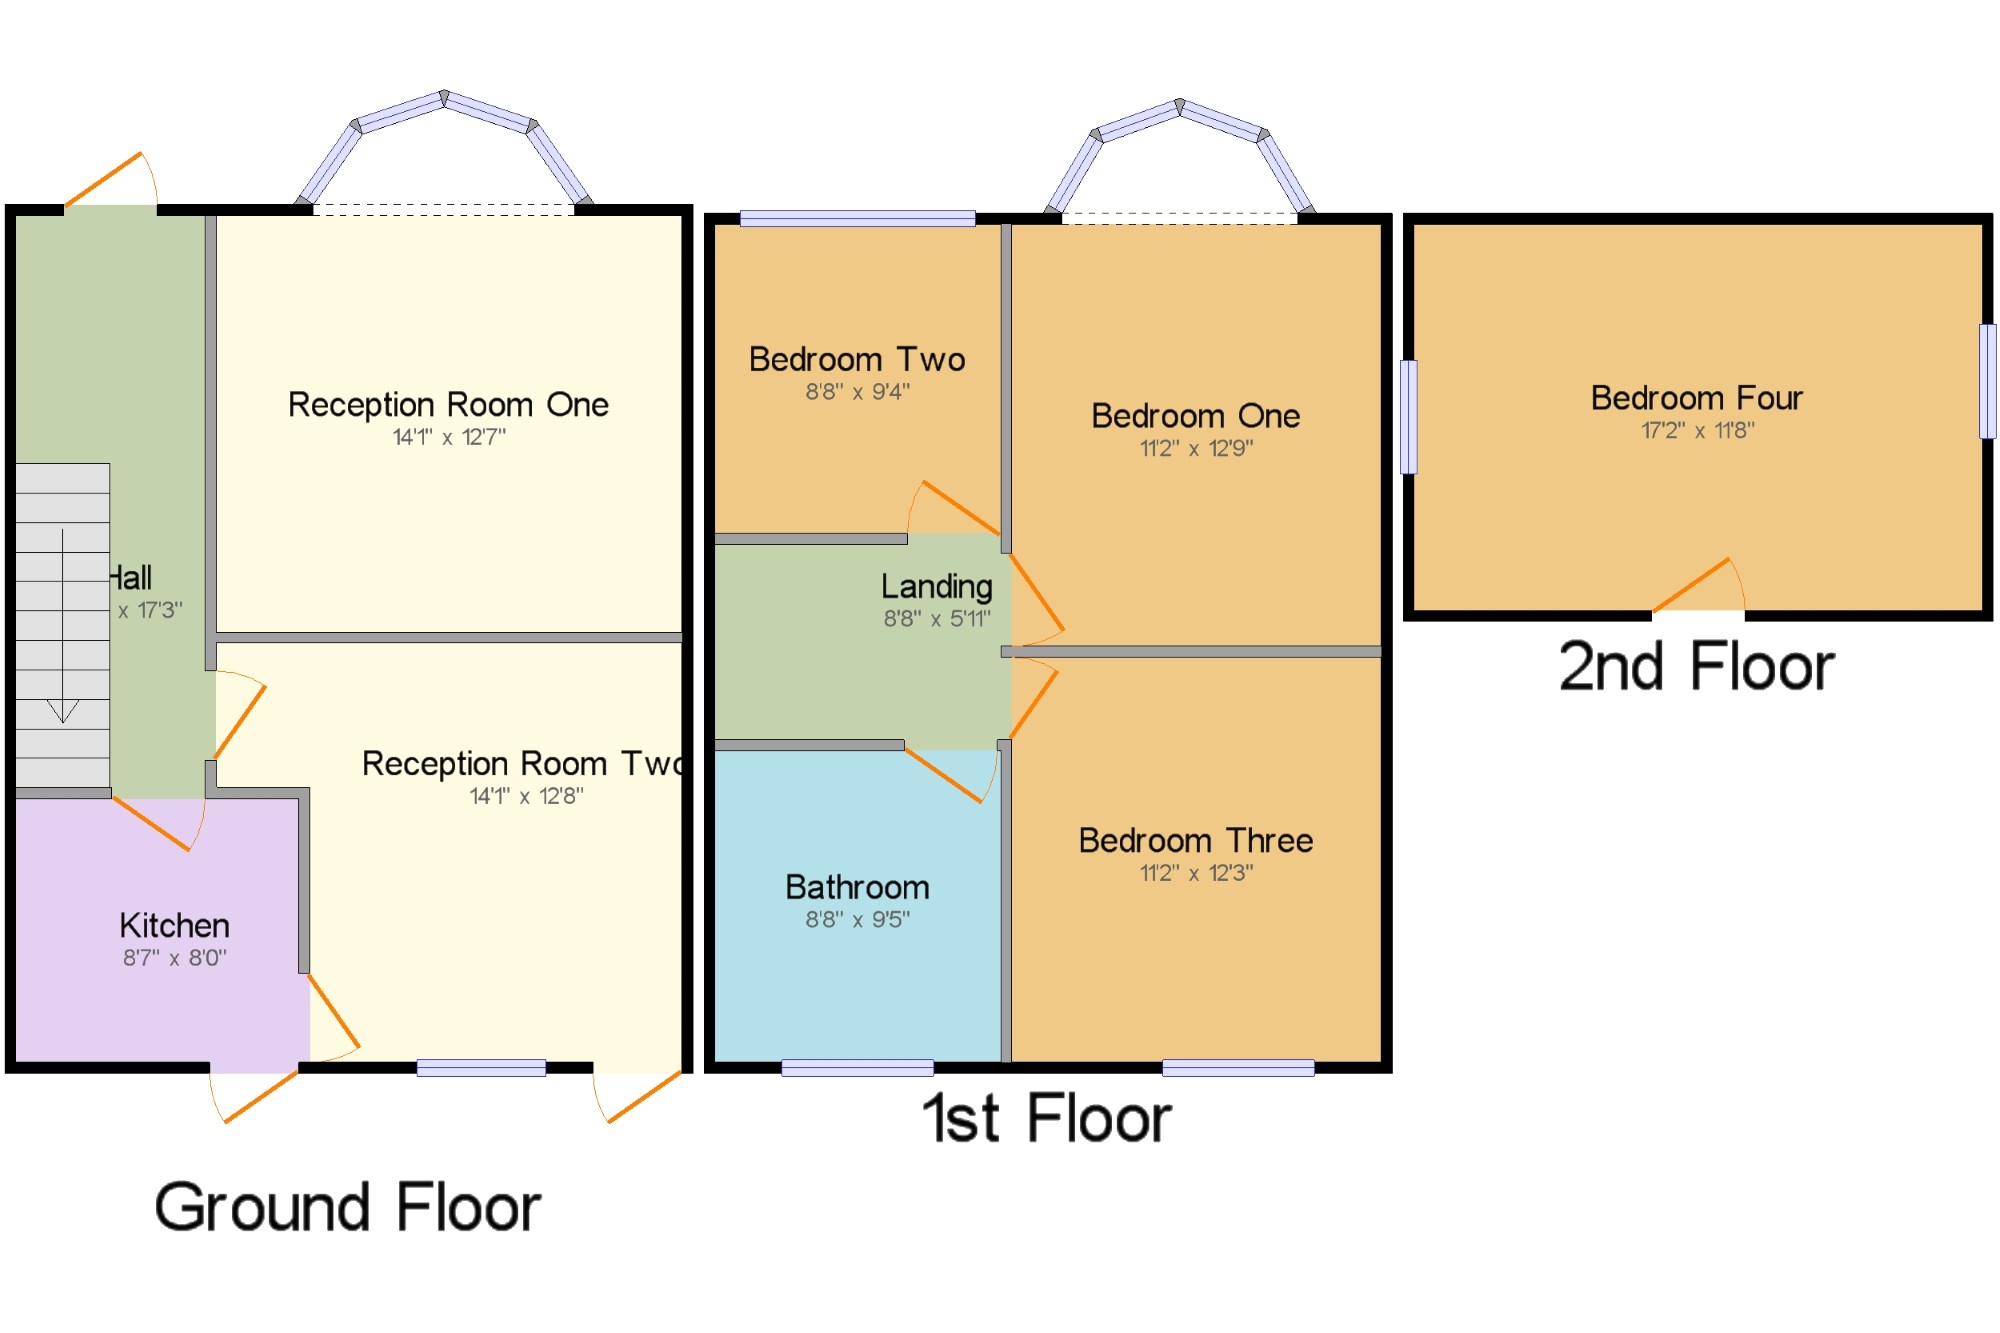 Reception Room One
14'1" x 12'7"
Hall
x 17'3"
Reception Room Two
14'1" x 12'8"
Kitchen
8'7" x 8'0"
Ground Floor
Bedroom Two
8'8" x 9'4"
Bedroom One
11'2" x 12'9"
Landing
8'8" x 5'11"
Bedroom Three
11'2" x 12'3"
Bathroom
8'8" x 9'5"
1st Floor
Bedroom Four
17'2" x 11'8"
2nd Floor